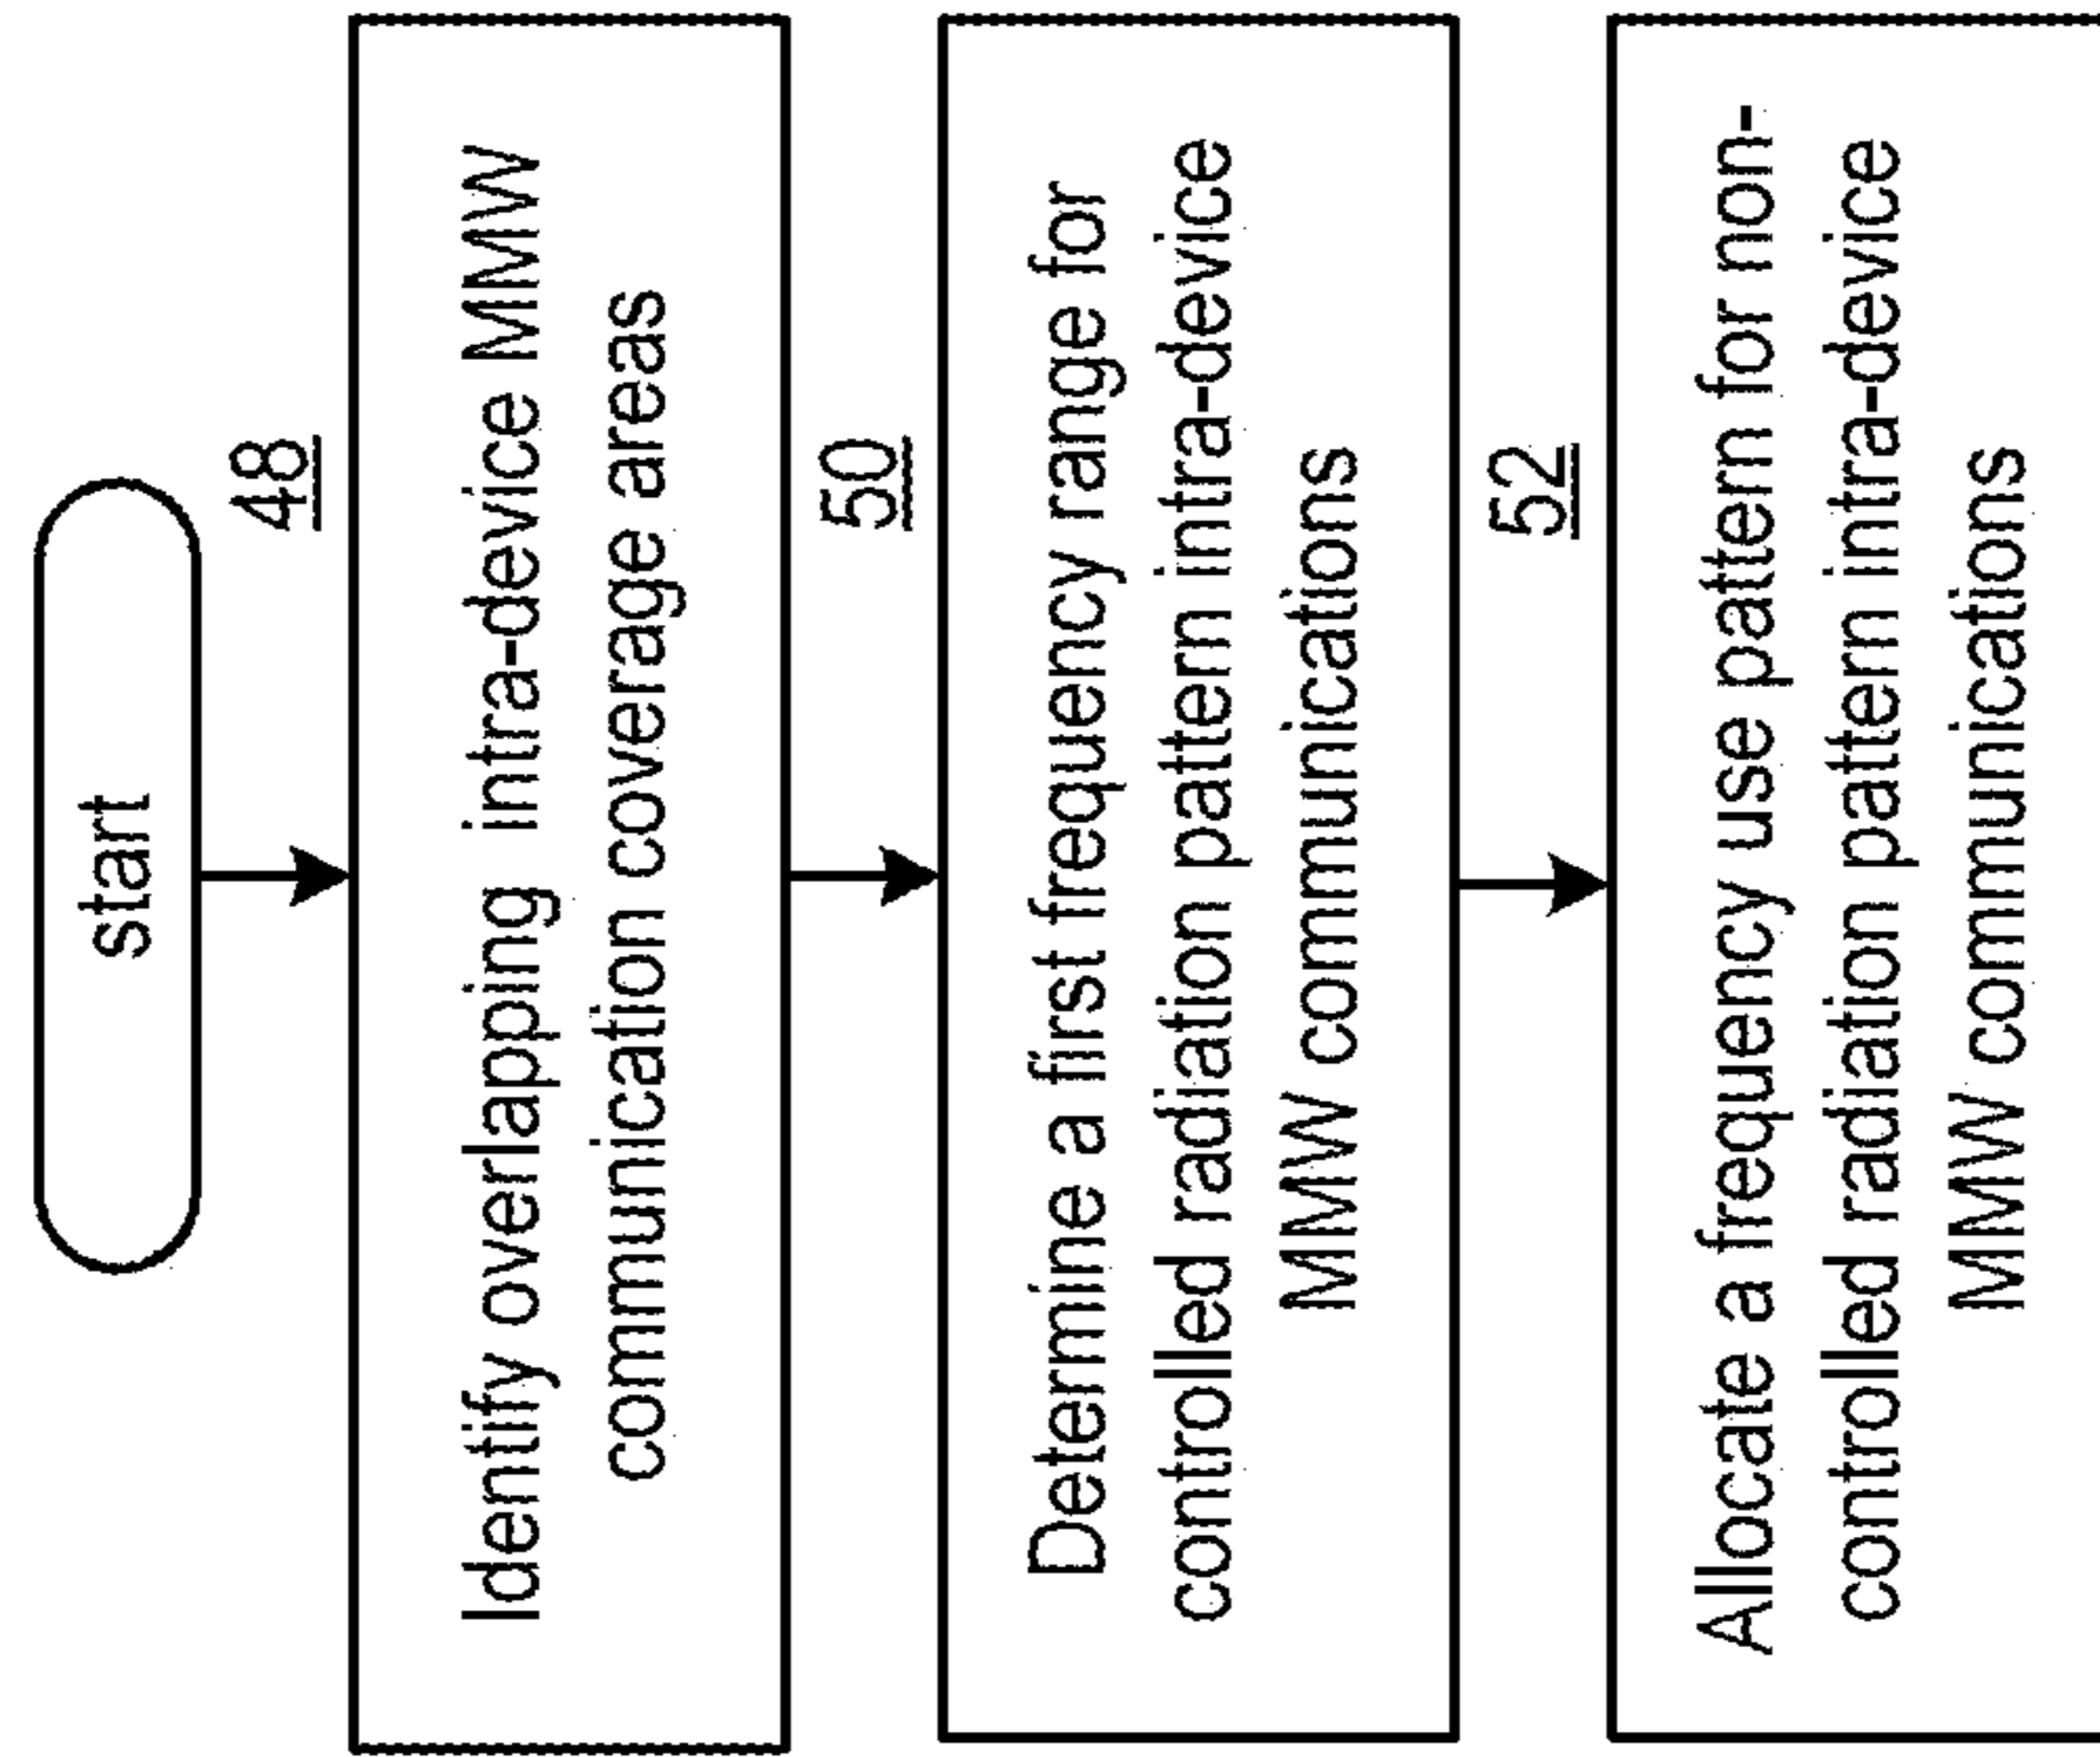 start
48
Identify overlapping intra-device MMW
communication coverage areas
50
Determine a first frequency range for
controlled radiation pattern intra-device
MMW communications
52
Allocate a frequency use pattern for non-
controlled radiation pattern intra-device
MMW communications